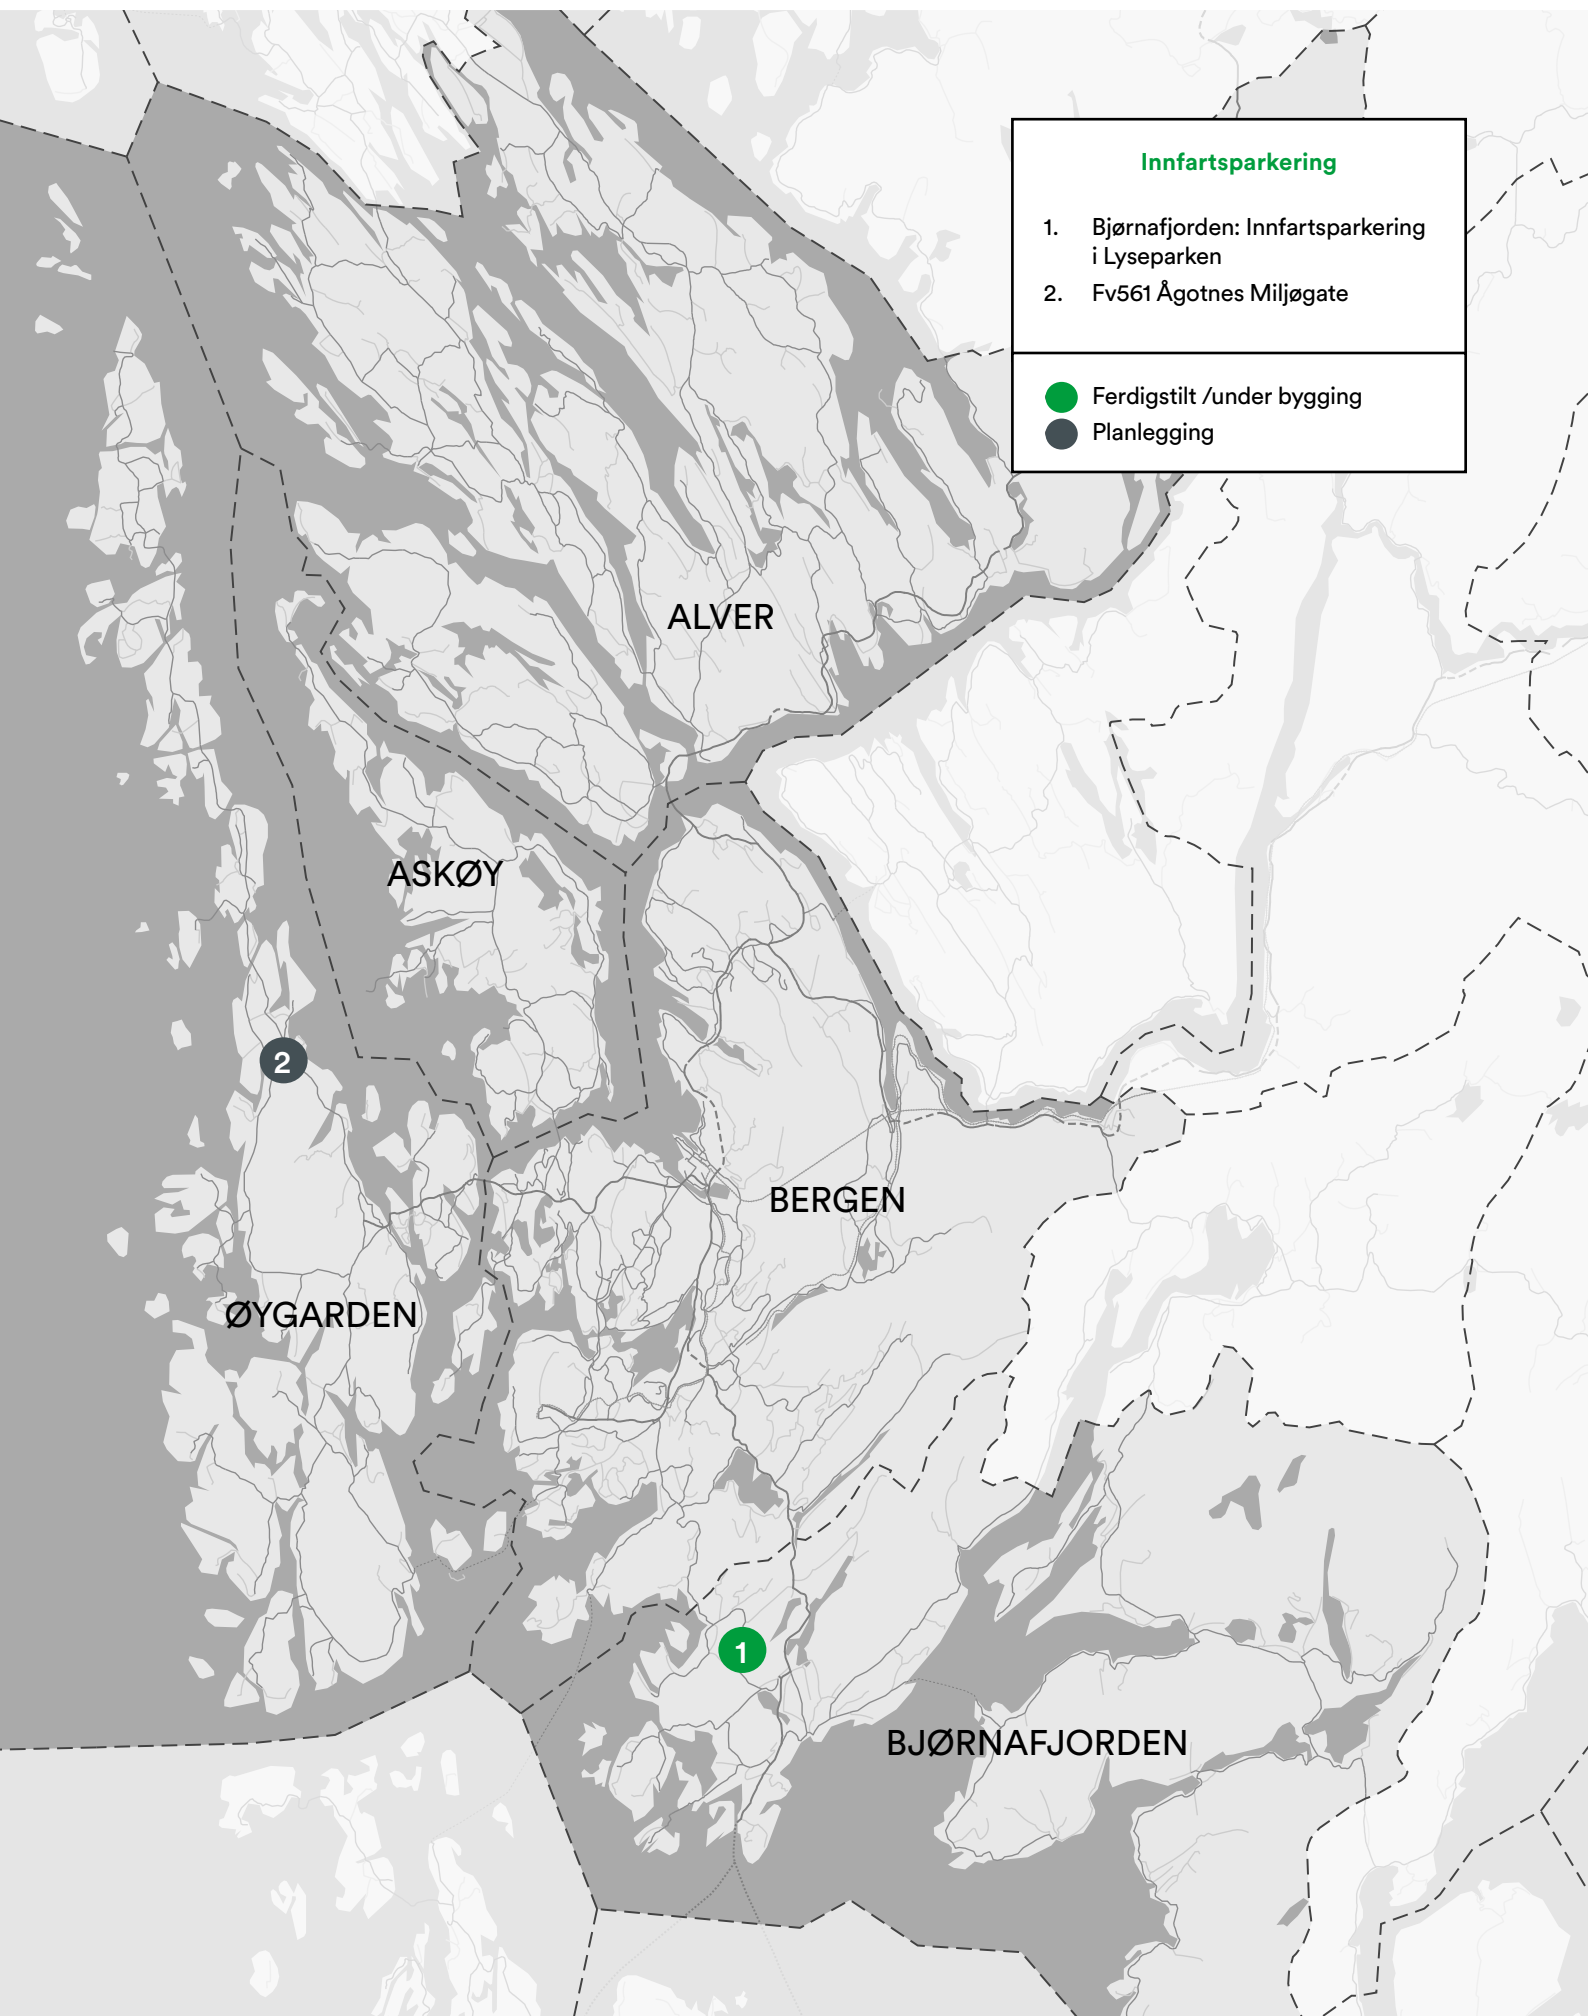 Innfartsparkering
1. Bjørnafjorden: Innfartsparkering
i Lyseparken
2. Fv561 Ågotnes Miljøgate
Ferdigstilt /under bygging
Planlegging
ALVER
ASKØY
2
BERGEN
ØYGARDEN
1
BJØRNAFJORDEN